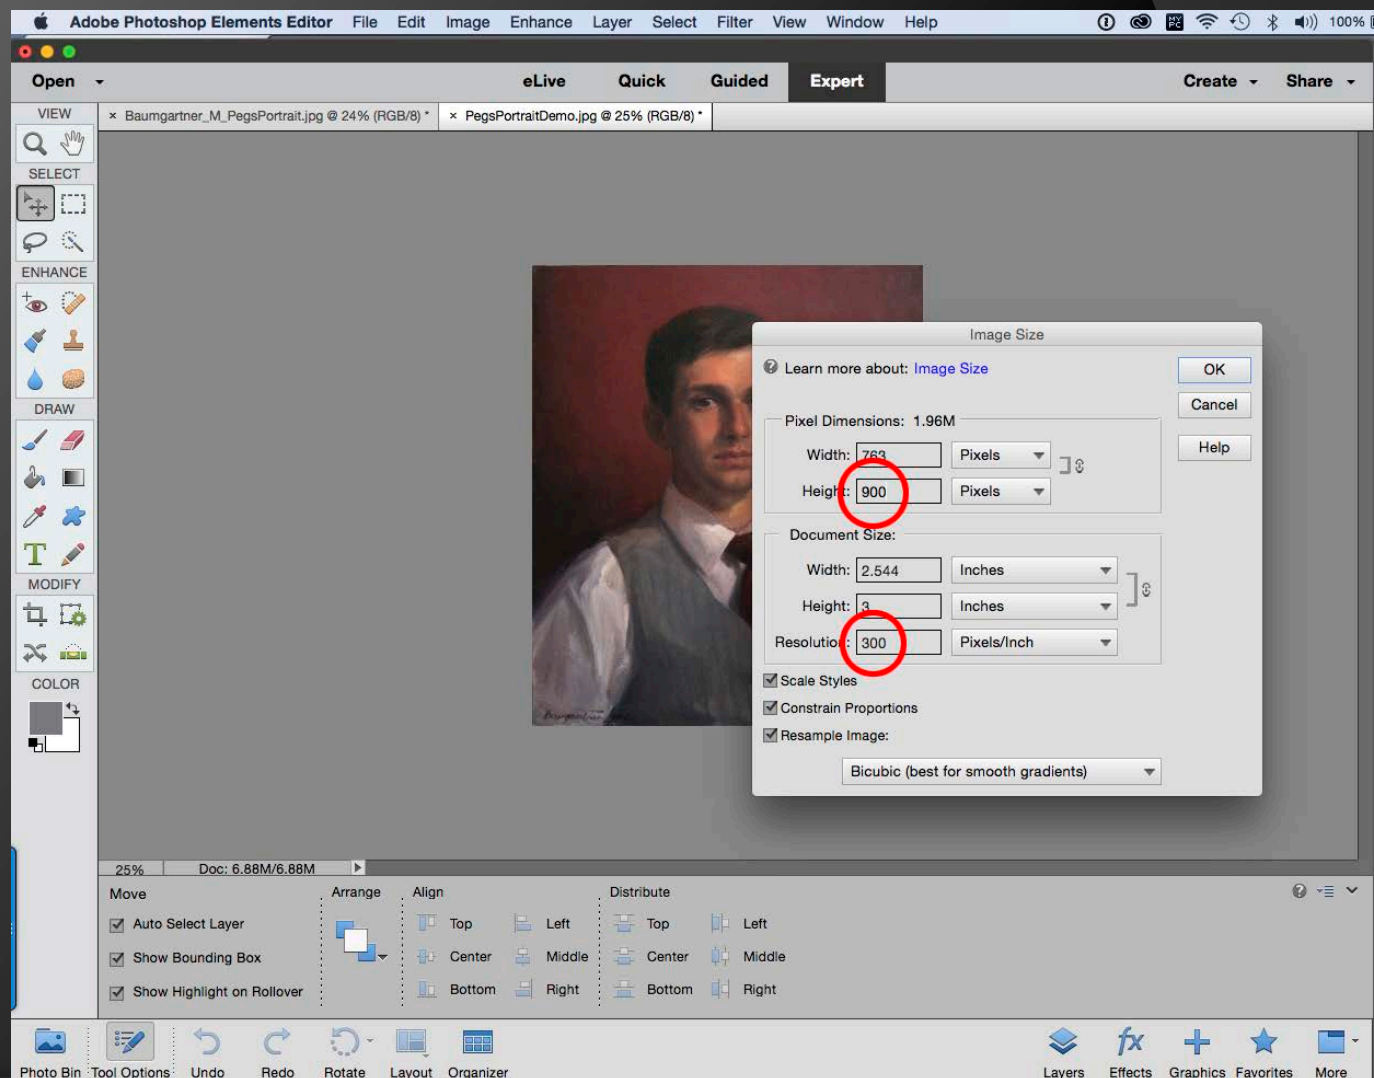 Adobe Photoshop Elements Editor File Edit Image Enhance Layer Select Filter View Window Help 100%
Open eLive Quick Guided Expert Create Share
VIEW
× Baumgartner_M_PegsPortrait.jpg @ 24% (RGB/8) * × PegsPortraitDemo.jpg @ 25% (RGB/8) *
SELECT
ENHANCE
DRAW
MODIFY
COLOR
Image Size
Learn more about: Image Size
OK
Cancel
Help
Pixel Dimensions: 1.96M
Width: 763 Pixels
Height: 900 Pixels
Document Size:
Width: 2.544 Inches
Height: 3 Inches
Resolution: 300 Pixels/Inch
Scale Styles
Constrain Proportions
Resample Image:
Bicubic (best for smooth gradients)
25% Doc: 6.88M/6.88M
Move Arrange Align Distribute
Auto Select Layer Top Left Top Left
Show Bounding Box Center Middle Center Middle
Show Highlight on Rollover Bottom Right Bottom Right
Photo Bin Tool Options Undo Redo Rotate Layout Organizer Layers Effects Graphics Favorites More